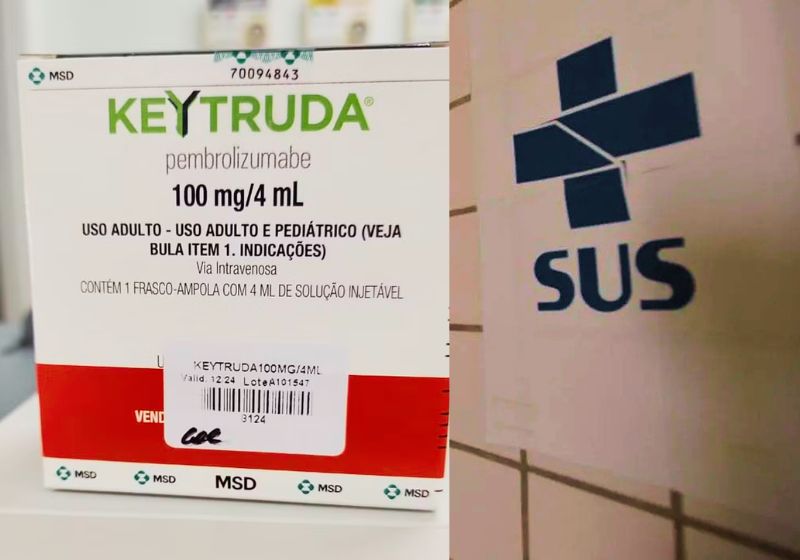 MSD
70094843
KEYTRUDA®
pembrolizumabe
100 mg/4 mL
USO ADULTO - USO ADULTO E PEDIÁTRICO (VEJA
BULA ITEM 1. INDICAÇÕES)
Via Intravenosa
CONTÉM 1 FRASCO-AMPOLA COM 4 ML DE SOLUÇÃO INJETÁVEL
KEYTRUDA100MG/4ML
Valid: 12/24 LoteA101547
3124
VEND
MSD
MSD
MSD
MSD
MSD
SUS